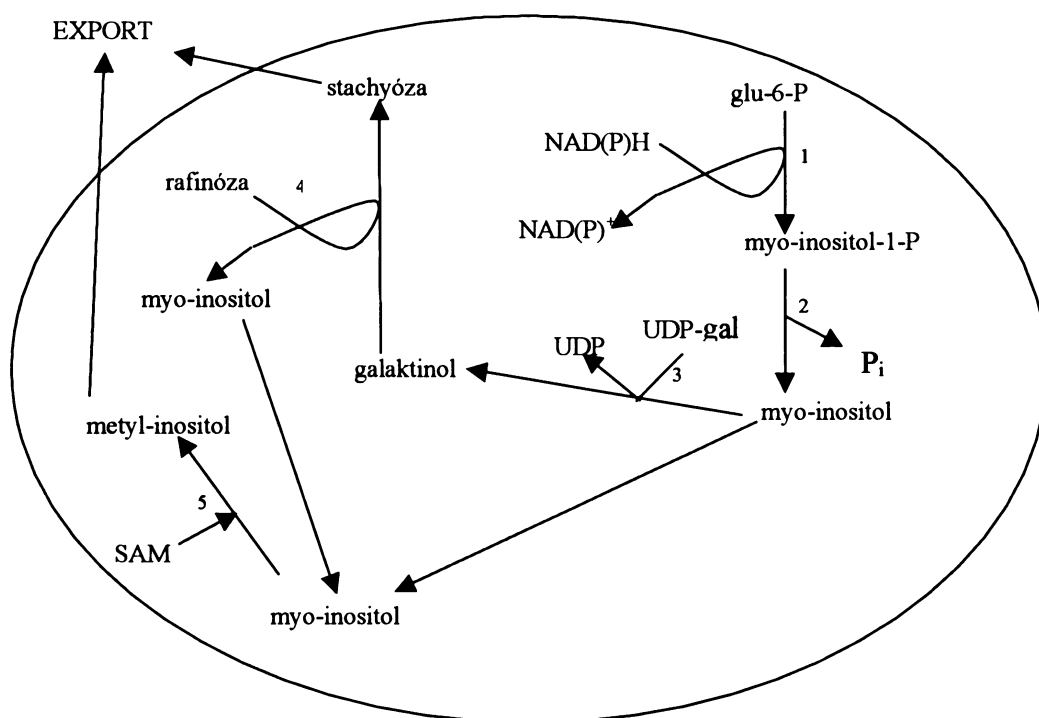 EXPORT
stachyóza
glu-6-P
NAD(P)H
1
rafinóza
4
NAD(P)⁺
myo-inositol-1-P
myo-inositol
2
UDP-gal
UDP
Pᵢ
galaktinol
3
myo-inositol
metyl-inositol
5
SAM
myo-inositol